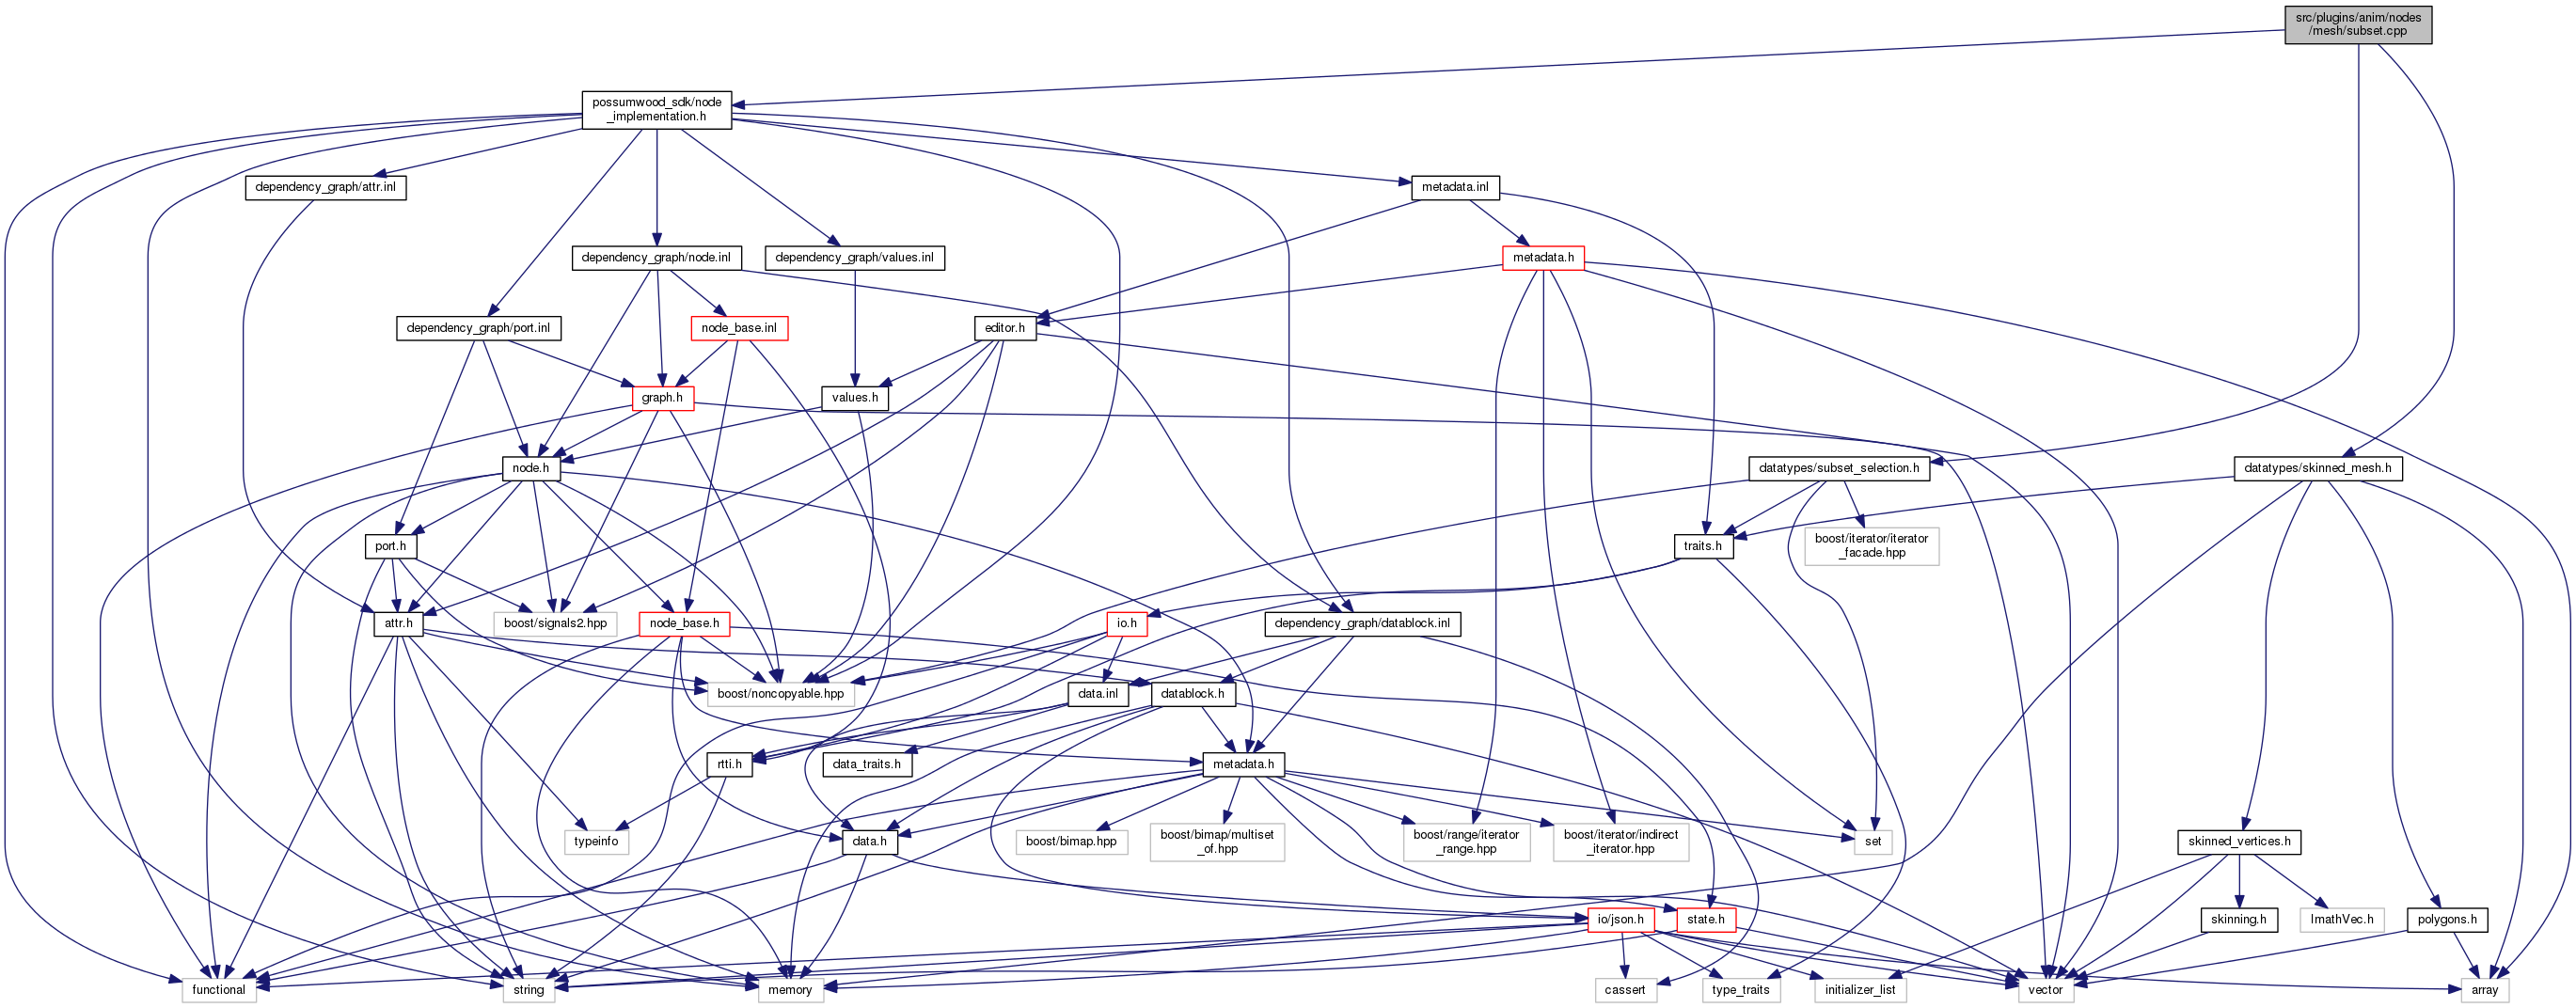 src/plugins/anim/nodes
/mesh/subset.cpp
possumwood_sdk/node
_implementation.h
dependency_graph/attr.inl
metadata.inl
dependency_graph/node.inl
dependency_graph/values.inl
metadata.h
dependency_graph/port.inl
node_base.inl
editor.h
graph.h
values.h
node.h
datatypes/subset_selection.h
datatypes/skinned_mesh.h
port.h
traits.h
boost/iterator/iterator
_facade.hpp
attr.h
boost/signals2.hpp
node_base.h
io.h
dependency_graph/datablock.inl
boost/noncopyable.hpp
data.inl
datablock.h
rtti.h
data_traits.h
metadata.h
typeinfo
data.h
boost/bimap.hpp
boost/bimap/multiset
_of.hpp
boost/range/iterator
_range.hpp
boost/iterator/indirect
_iterator.hpp
set
skinned_vertices.h
io/json.h
state.h
skinning.h
ImathVec.h
polygons.h
functional
string
memory
cassert
type_traits
initializer_list
vector
array